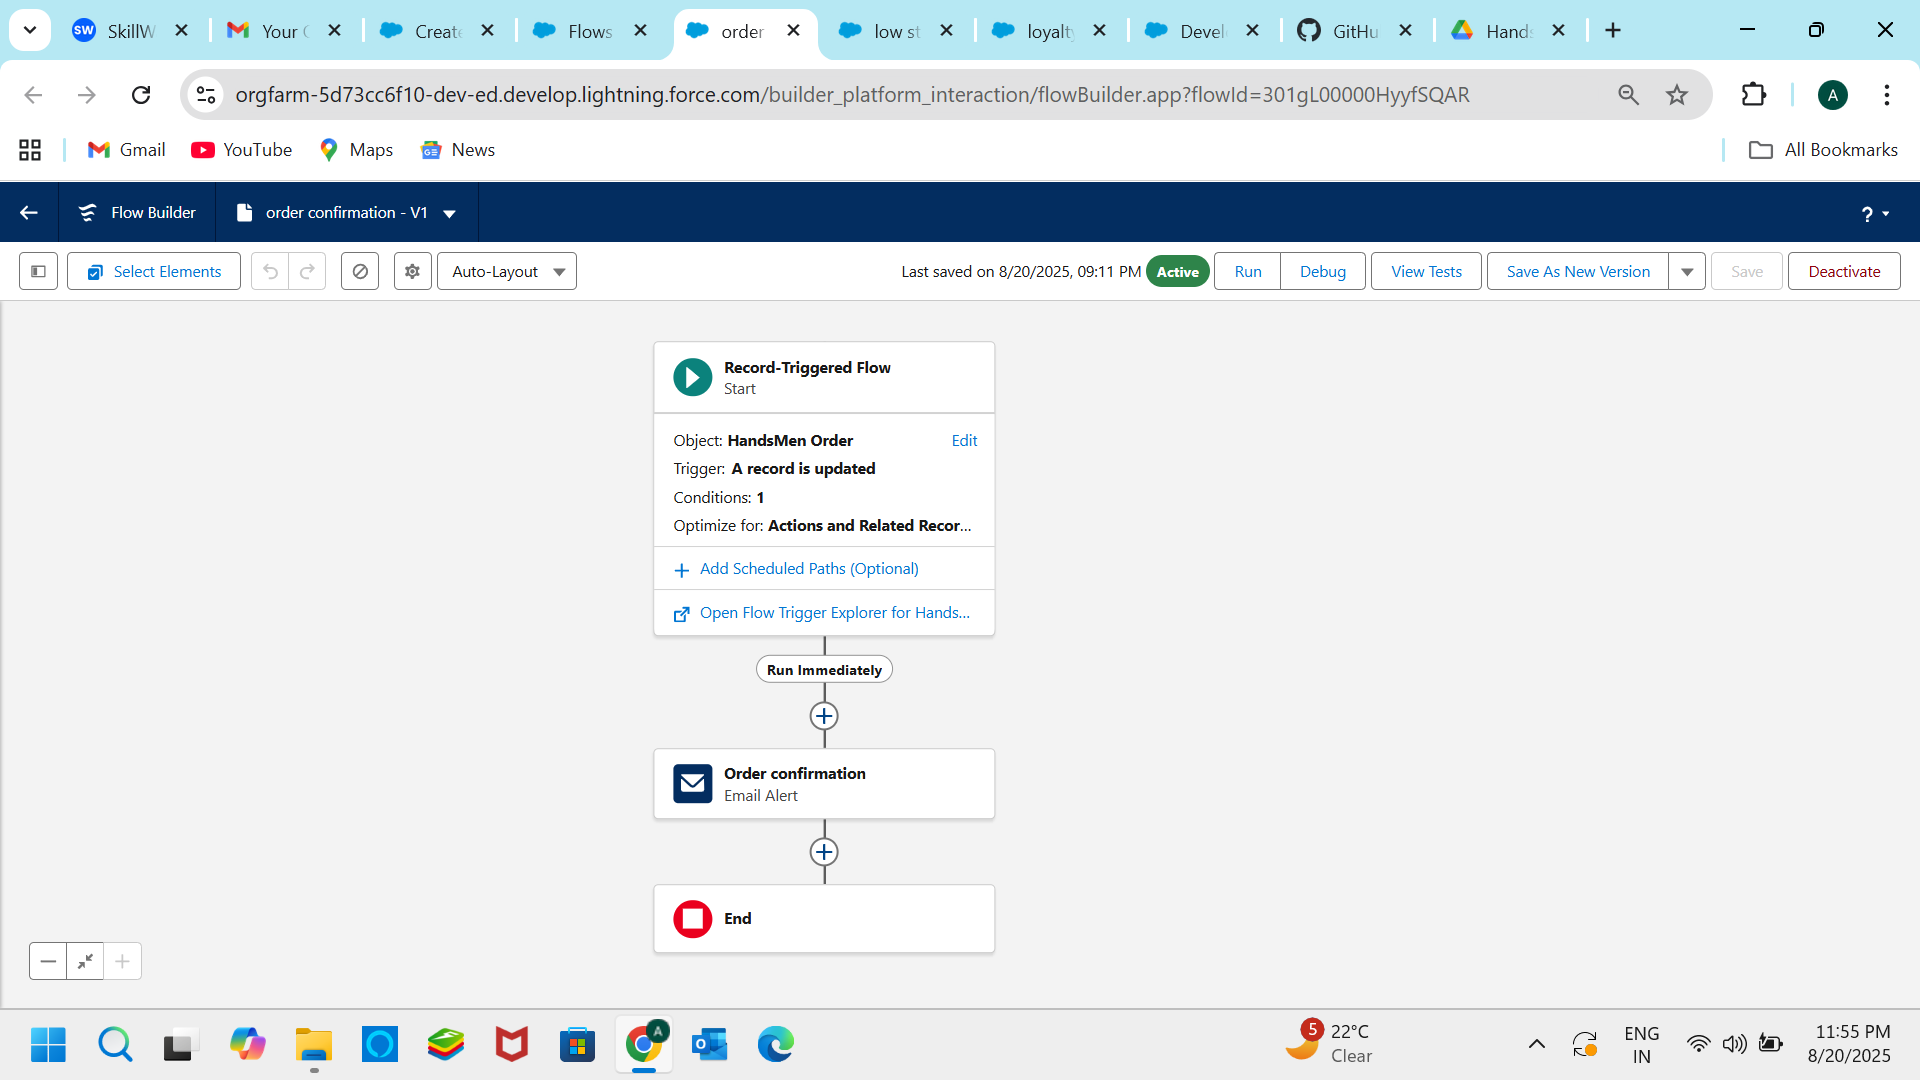 SkillW
Your C
Create
Flows
order
low st
loyalty
Devel
GitHu
Hands
orgfarm-5d73cc6f10-dev-ed.develop.lightning.force.com/builder_platform_interaction/flowBuilder.app?flowId=301gL00000HyyfSQAR
A
Gmail
YouTube
Maps
News
All Bookmarks
Flow Builder
order confirmation - V1
?
Select Elements
Auto-Layout
Last saved on 8/20/2025, 09:11 PM
Active
Run
Debug
View Tests
Save As New Version
Save
Deactivate
Record-Triggered Flow
Start
Object: HandsMen Order
Edit
Trigger: A record is updated
Conditions: 1
Optimize for: Actions and Related Recor...
Add Scheduled Paths (Optional)
Open Flow Trigger Explorer for Hands...
Run Immediately
Order confirmation
Email Alert
End
5
22°C
Clear
ENG
IN
11:55 PM
8/20/2025